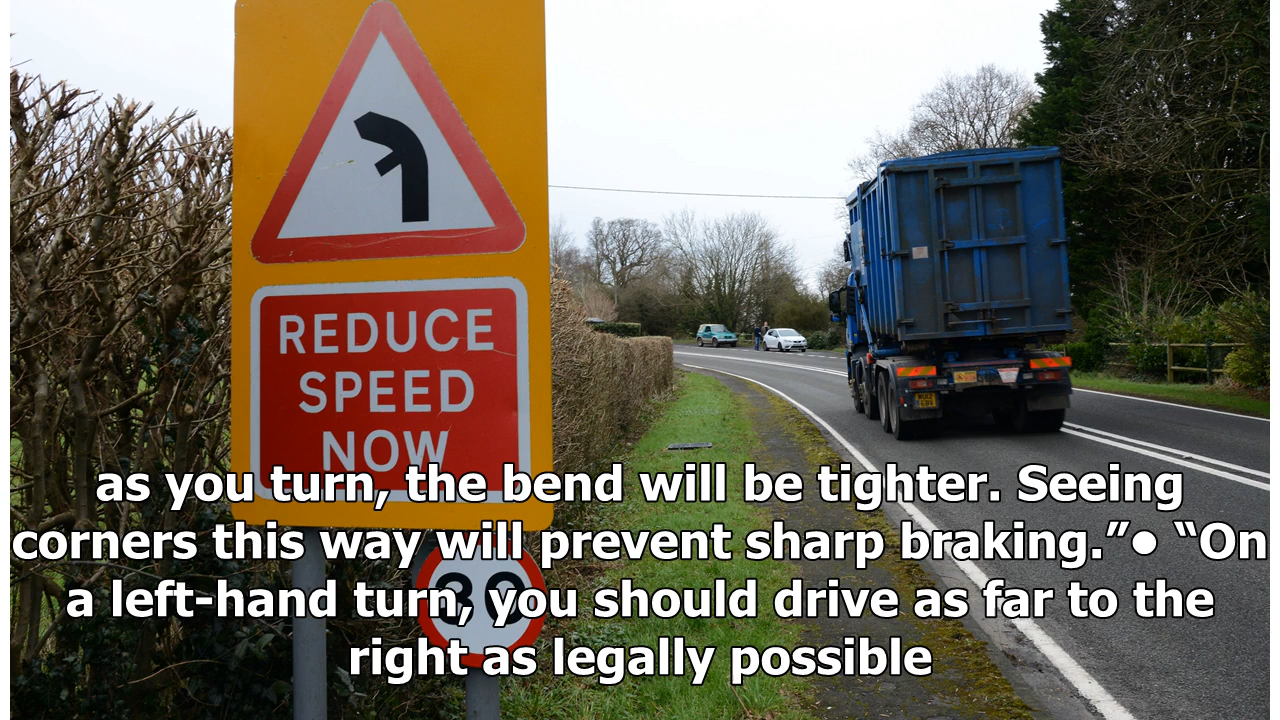 REDUCE
SPEED
NOW
as you turn, the bend will be tighter. Seeing
corners this way will prevent sharp braking.”● “On
a left-hand turn, you should drive as far to the
right as legally possible
30